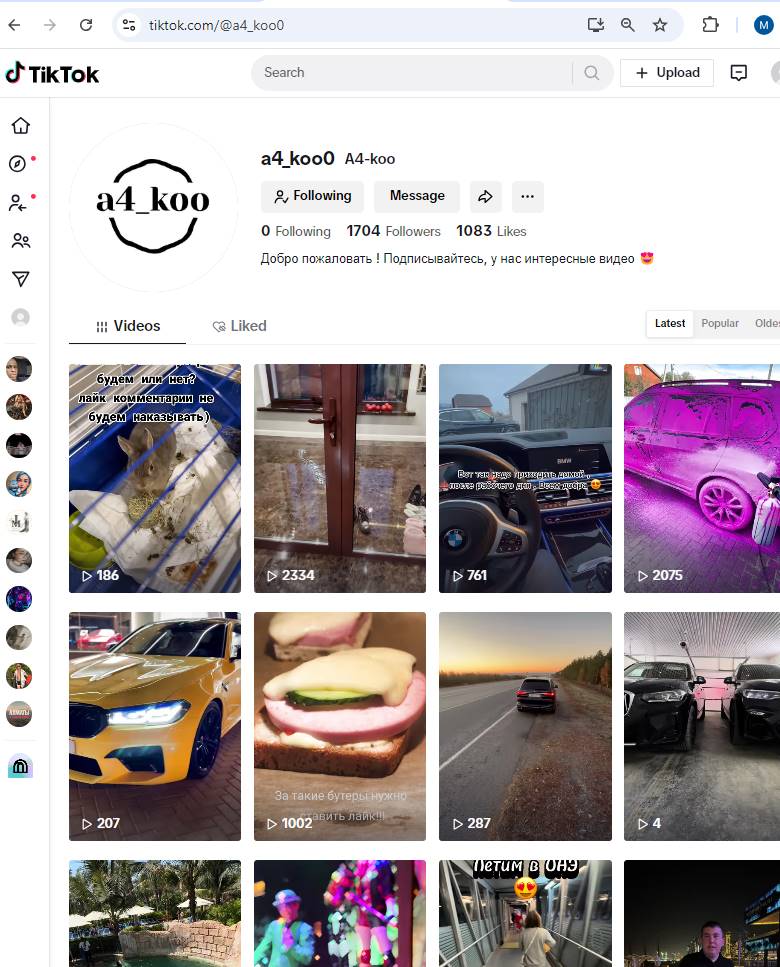 tiktok.com/@a4_koo0
M
TikTok
Search
Upload
a4_koo
a4_koo0 A4-koo
Following
Message
0 Following 1704 Followers 1083 Likes
Добро пожаловать ! Подписывайтесь, у нас интересные видео 😍
Videos
Liked
Latest
Popular
Oldes
будем или нет?
лайк комментарии не
будем наказывать)
186
2334
BMW
Вот так надо приходить домой ,
после рабочего дня . Всем добра 😍
761
2075
207
За такие бутеры нужно
ставить лайк!!!
1002
287
4
Летим в ОАЭ
😍
АЛМАТЫ